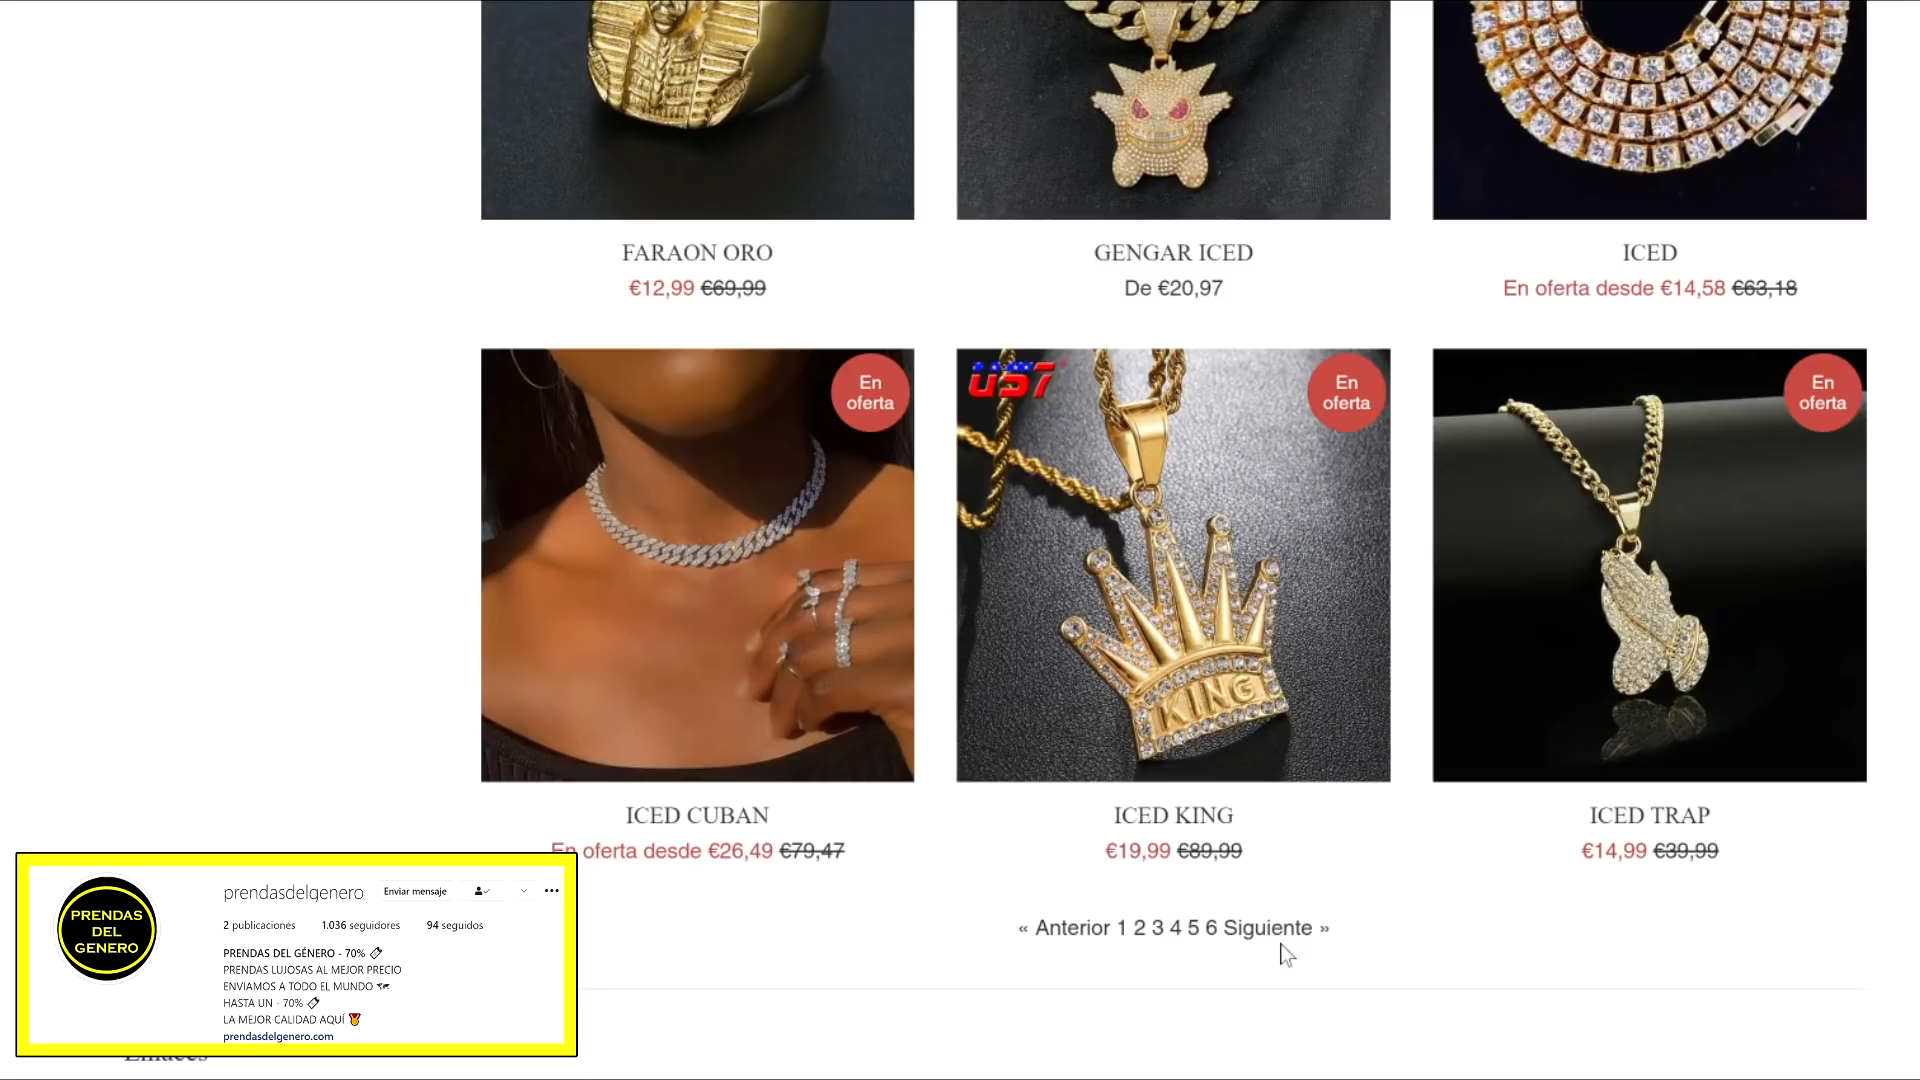 FARAON ORO
€12,99 €69,99
GENGAR ICED
De €20,97
ICED
En oferta desde €14,58 €63,18
En
oferta
UST
En
oferta
KING
En
oferta
ICED CUBAN
En oferta desde €26,49 €79,47
ICED KING
€19,99 €89,99
ICED TRAP
€14,99 €39,99
« Anterior 1 2 3 4 5 6 Siguiente »
PRENDAS
DEL
GENERO
prendasdelgenero Enviar mensaje
2 publicaciones 1.036 seguidores 94 seguidos
PRENDAS DEL GÉNERO - 70%
PRENDAS LUJOSAS AL MEJOR PRECIO
ENVIAMOS A TODO EL MUNDO
HASTA UN - 70%
LA MEJOR CALIDAD AQUÍ
prendasdelgenero.com
Enlaces